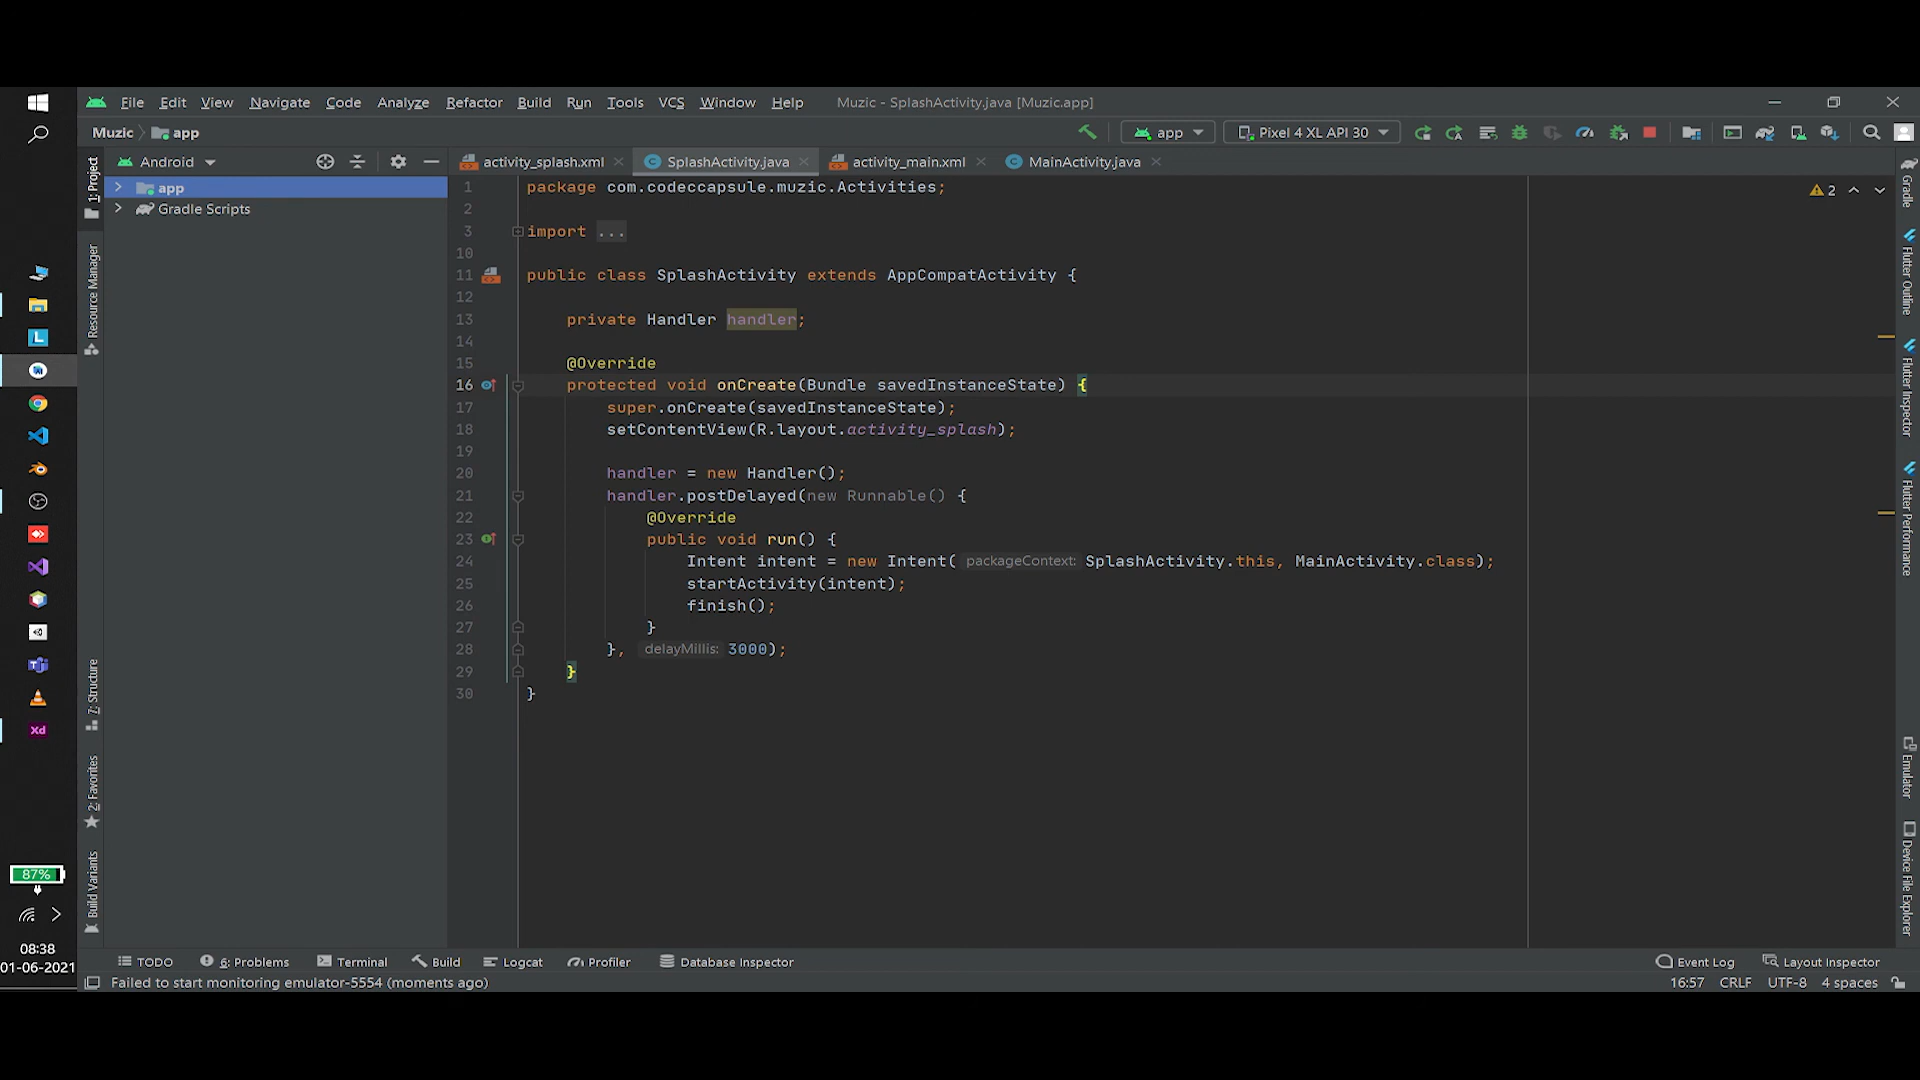 File Edit View Navigate Code Analyze Refactor Build Run Tools VCS Window Help Muzic - SplashActivity.java [Muzic.app]
Muzic app app Pixel 4 XL API 30
Android activity_splash.xml SplashActivity.java activity_main.xml MainActivity.java
app
Gradle Scripts
1: Project
Resource Manager
7: Structure
2: Favorites
Build Variants
1 package com.codeccapsule.muzic.Activities;
2
3 import ...
10
11 public class SplashActivity extends AppCompatActivity {
12
13 private Handler handler;
14
15 @Override
16 protected void onCreate(Bundle savedInstanceState) {
17 super.onCreate(savedInstanceState);
18 setContentView(R.layout.activity_splash);
19
20 handler = new Handler();
21 handler.postDelayed(new Runnable() {
22 @Override
23 public void run() {
24 Intent intent = new Intent( packageContext: SplashActivity.this, MainActivity.class);
25 startActivity(intent);
26 finish();
27 }
28 }, delayMillis: 3000);
29 }
30 }
2
Gradle
Flutter Outline
Flutter Inspector
Flutter Performance
Emulator
Device File Explorer
L
Xd
87%
08:38
01-06-2021
TODO 6: Problems Terminal Build Logcat Profiler Database Inspector Event Log Layout Inspector
Failed to start monitoring emulator-5554 (moments ago) 16:57 CRLF UTF-8 4 spaces